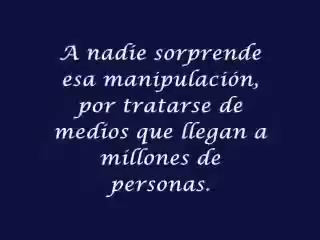 A nadie sorprende
esa manipulación,
por tratarse de
medios que llegan a
millones de
personas.